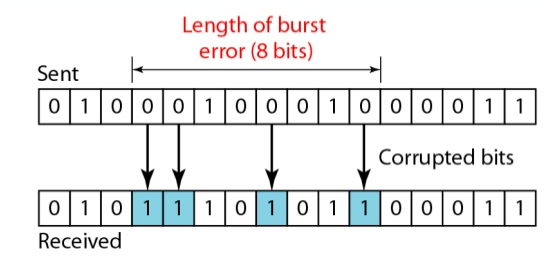 Length of burst
error (8 bits)
Sent
0 1 0 0 0 1 0 0 0 1 0 0 0 0 1 1
Corrupted bits
0 1 0 1 1 1 0 1 0 1 1 0 0 0 1 1
Received